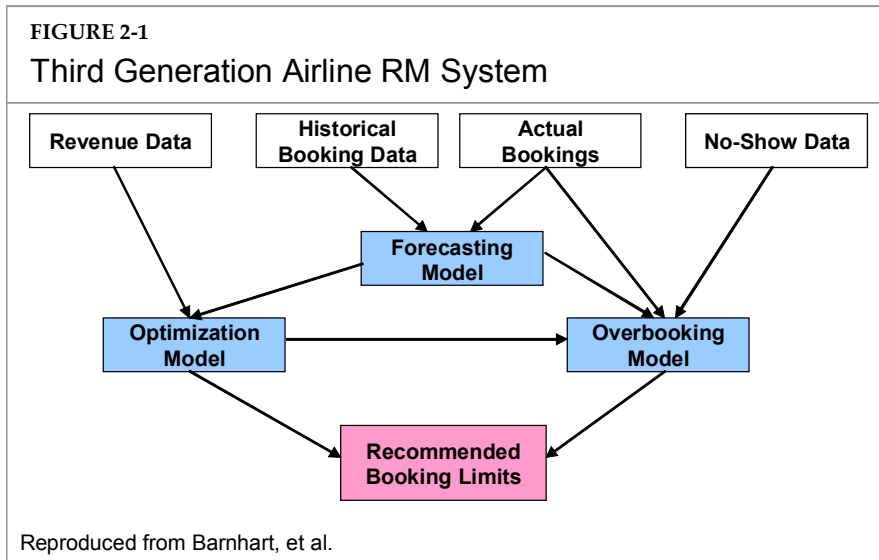 FIGURE 2-1
Third Generation Airline RM System
Revenue Data
Historical
Booking Data
Actual
Bookings
No-Show Data
Forecasting
Model
Optimization
Model
Overbooking
Model
Recommended
Booking Limits
Reproduced from Barnhart, et al.